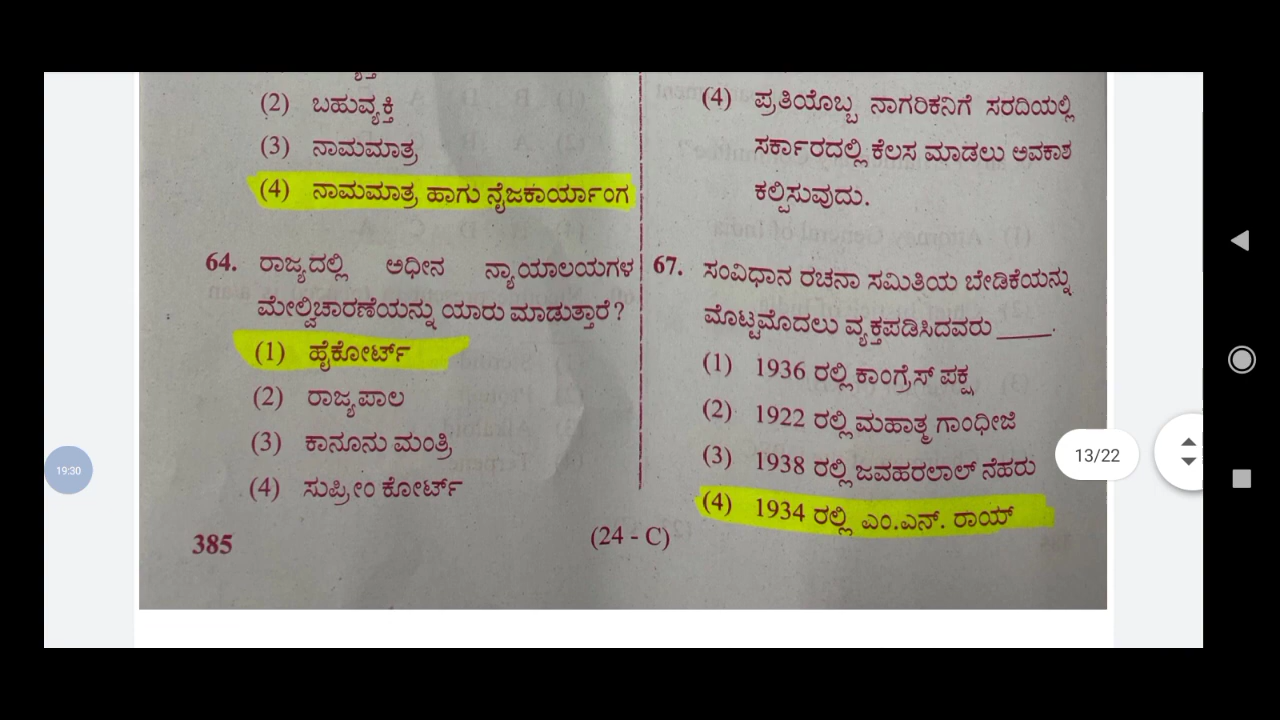 (2) ಬಹುವ್ಯಕ್ತಿ
(3) ನಾಮಮಾತ್ರ
(4) ನಾಮಮಾತ್ರ ಹಾಗು ನೈಜಕಾರ್ಯಾಂಗ
64. ರಾಜ್ಯದಲ್ಲಿ ಅಧೀನ ನ್ಯಾಯಾಲಯಗಳ
ಮೇಲ್ವಿಚಾರಣೆಯನ್ನು ಯಾರು ಮಾಡುತ್ತಾರೆ?
(1) ಹೈಕೋರ್ಟ್
(2) ರಾಜ್ಯಪಾಲ
(3) ಕಾನೂನು ಮಂತ್ರಿ
(4) ಸುಪ್ರೀಂ ಕೋರ್ಟ್
385
(24 - C)
(4) ಪ್ರತಿಯೊಬ್ಬ ನಾಗರಿಕನಿಗೆ ಸರದಿಯಲ್ಲಿ
ಸರ್ಕಾರದಲ್ಲಿ ಕೆಲಸ ಮಾಡಲು ಅವಕಾಶ
ಕಲ್ಪಿಸುವುದು.
67. ಸಂವಿಧಾನ ರಚನಾ ಸಮಿತಿಯ ಬೇಡಿಕೆಯನ್ನು
ಮೊಟ್ಟಮೊದಲು ವ್ಯಕ್ತಪಡಿಸಿದವರು _____.
(1) 1936 ರಲ್ಲಿ ಕಾಂಗ್ರೆಸ್ ಪಕ್ಷ
(2) 1922 ರಲ್ಲಿ ಮಹಾತ್ಮ ಗಾಂಧೀಜಿ
(3) 1938 ರಲ್ಲಿ ಜವಹರಲಾಲ್ ನೆಹರು
(4) 1934 ರಲ್ಲಿ ಎಂ.ಎನ್. ರಾಯ್
13/22
19:30